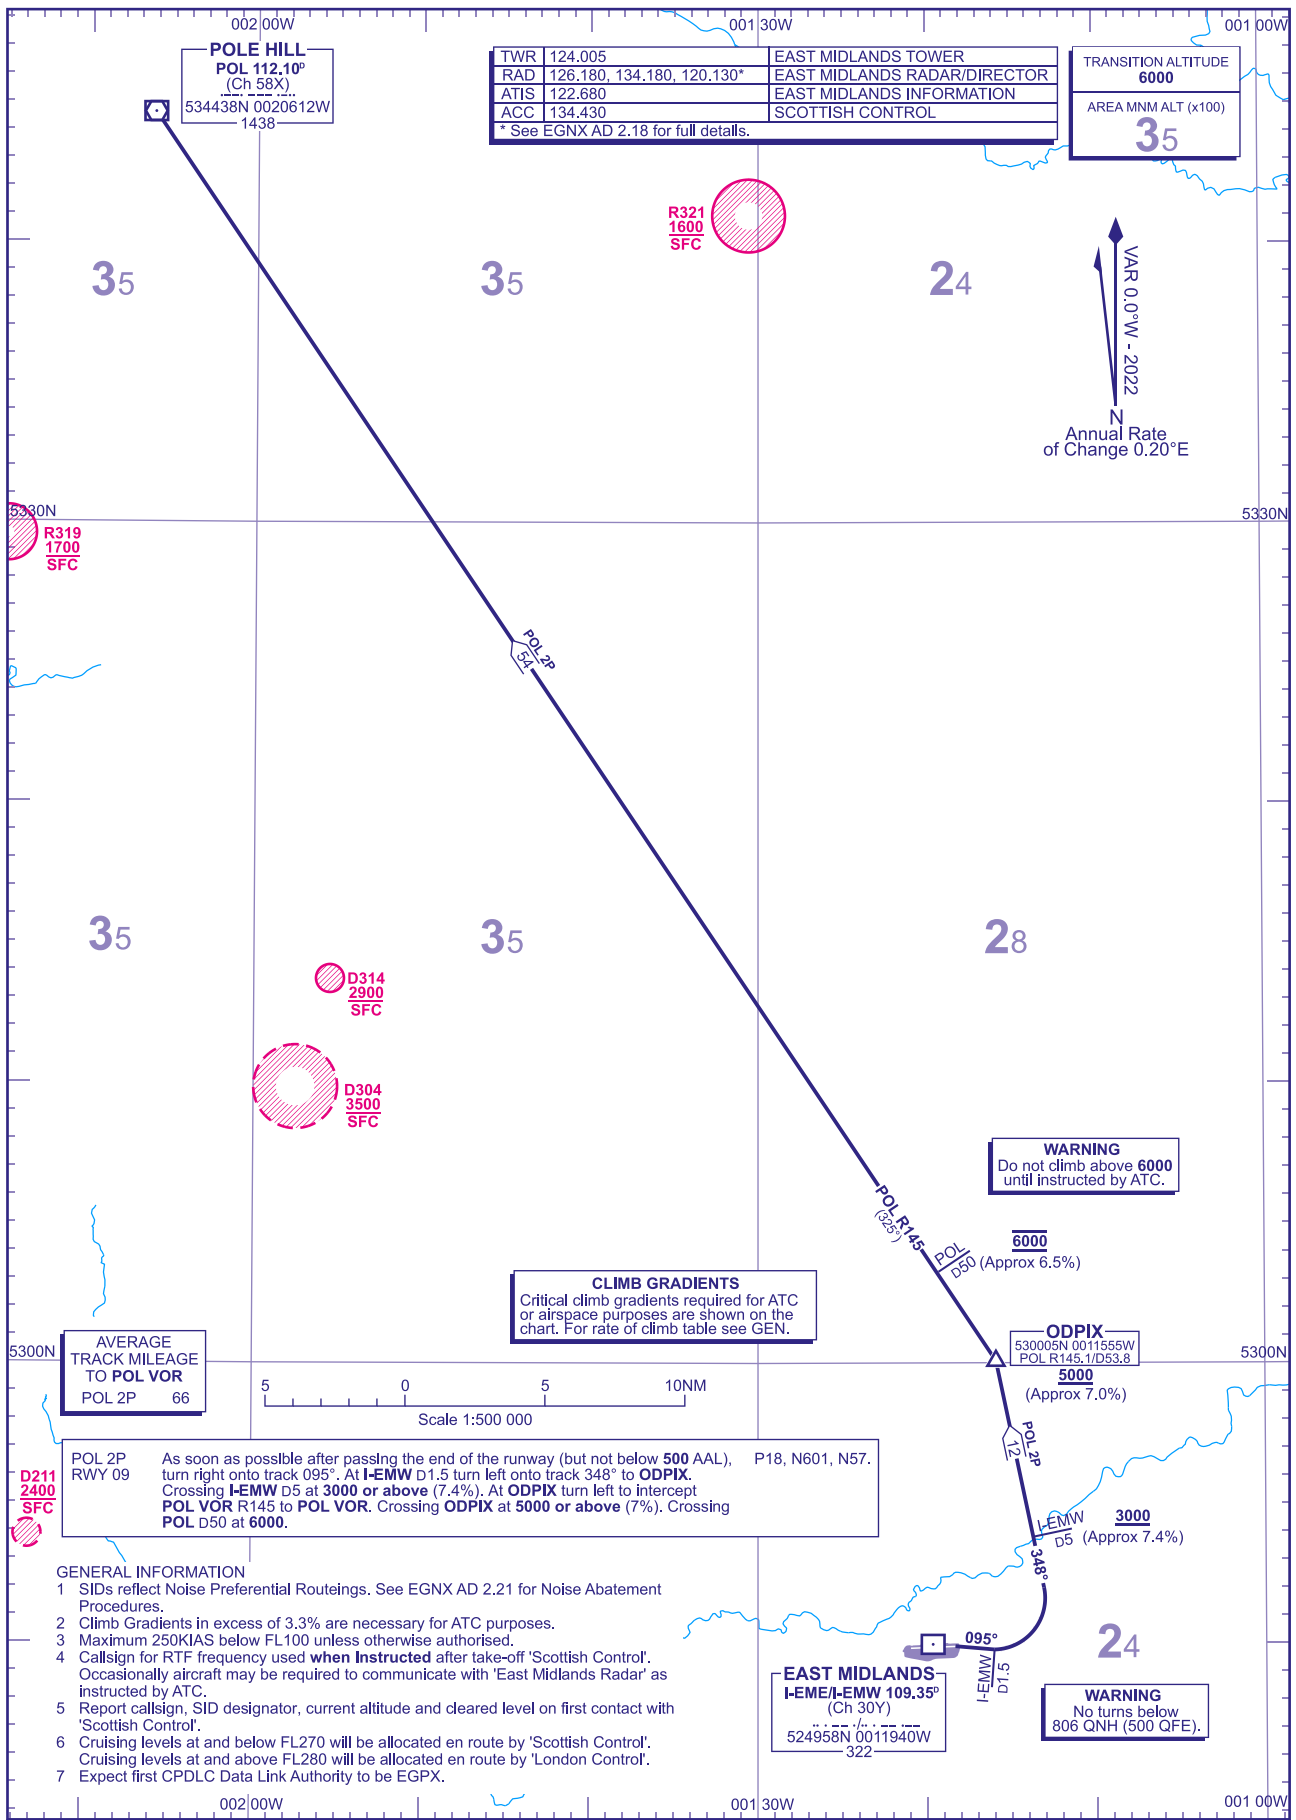 002 00W
001 30W
001 00W
POLE HILL
POL 112.10ᴰ
(Ch 58X)
534438N 0020612W
1438
TWR 124.005 EAST MIDLANDS TOWER
RAD 126.180, 134.180, 120.130* EAST MIDLANDS RADAR/DIRECTOR
ATIS 122.680 EAST MIDLANDS INFORMATION
ACC 134.430 SCOTTISH CONTROL
* See EGNX AD 2.18 for full details.
TRANSITION ALTITUDE
6000
AREA MNM ALT (x100)
35
R321
1600
SFC
35
35
24
VAR 0.0°W - 2022
N
Annual Rate
of Change 0.20°E
5330N
5330N
R319
1700
SFC
POL 2P
54
35
35
28
D314
2900
SFC
D304
3500
SFC
WARNING
Do not climb above 6000
until instructed by ATC.
POL R145
(325°)
POL
D50
6000
(Approx 6.5%)
CLIMB GRADIENTS
Critical climb gradients required for ATC
or airspace purposes are shown on the
chart. For rate of climb table see GEN.
ODPIX
530005N 0011555W
POL R145.1/D53.8
5000
(Approx 7.0%)
5300N
5300N
AVERAGE
TRACK MILEAGE
TO POL VOR
POL 2P 66
5 0 5 10NM
Scale 1:500 000
POL 2P
12
POL 2P As soon as possible after passing the end of the runway (but not below 500 AAL), P18, N601, N57.
RWY 09 turn right onto track 095°. At I-EMW D1.5 turn left onto track 348° to ODPIX.
Crossing I-EMW D5 at 3000 or above (7.4%). At ODPIX turn left to intercept
POL VOR R145 to POL VOR. Crossing ODPIX at 5000 or above (7%). Crossing
POL D50 at 6000.
D211
2400
SFC
I-EMW
D5
3000
(Approx 7.4%)
348°
GENERAL INFORMATION
1 SIDs reflect Noise Preferential Routeings. See EGNX AD 2.21 for Noise Abatement
Procedures.
2 Climb Gradients in excess of 3.3% are necessary for ATC purposes.
3 Maximum 250KIAS below FL100 unless otherwise authorised.
4 Callsign for RTF frequency used when Instructed after take-off 'Scottish Control'.
Occasionally aircraft may be required to communicate with 'East Midlands Radar' as
instructed by ATC.
5 Report callsign, SID designator, current altitude and cleared level on first contact with
'Scottish Control'.
6 Cruising levels at and below FL270 will be allocated en route by 'Scottish Control'.
Cruising levels at and above FL280 will be allocated en route by 'London Control'.
7 Expect first CPDLC Data Link Authority to be EGPX.
095°
I-EMW
D1.5
24
EAST MIDLANDS
I-EME/I-EMW 109.35ᴰ
(Ch 30Y)
524958N 0011940W
322
WARNING
No turns below
806 QNH (500 QFE).
002 00W
001 30W
001 00W